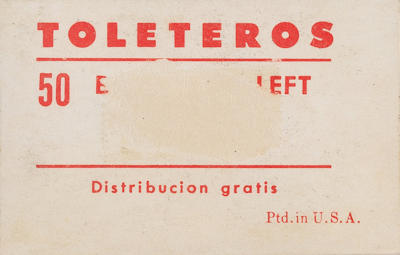 TOLETEROS
50 LEFT
Distribucion gratis
Ptd. in U.S.A.